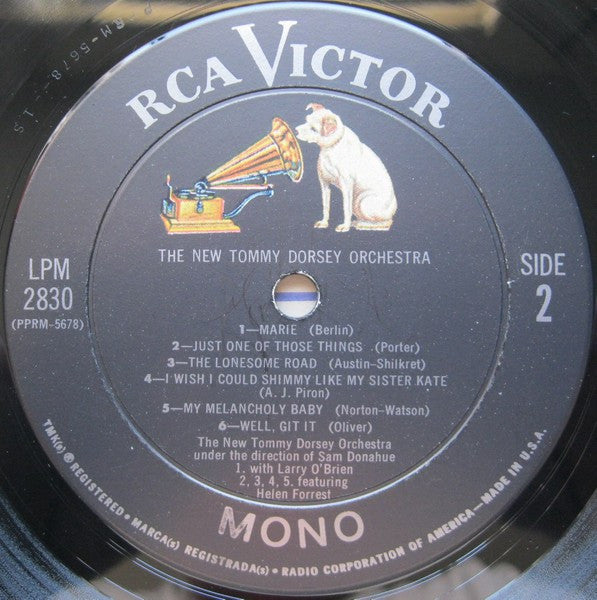 RM-5678-1S
RCA VICTOR
THE NEW TOMMY DORSEY ORCHESTRA
LPM
2830
(PPRM-5678)
SIDE
2
1—MARIE (Berlin)
2—JUST ONE OF THOSE THINGS .(Porter)
3—THE LONESOME ROAD (Austin-Shilkret)
4—I WISH I COULD SHIMMY LIKE MY SISTER KATE
(A. J. Piron)
5—MY MELANCHOLY BABY (Norton-Watson)
6—WELL, GIT IT (Oliver)
The New Tommy Dorsey Orchestra
under the direction of Sam Donahue
1. with Larry O'Brien
2, 3, 4, 5. featuring
Helen Forrest
MONO
TMK(s) ® REGISTERED • MARCA(s) REGISTRADA(s) • RADIO CORPORATION OF AMERICA—MADE IN U.S.A.